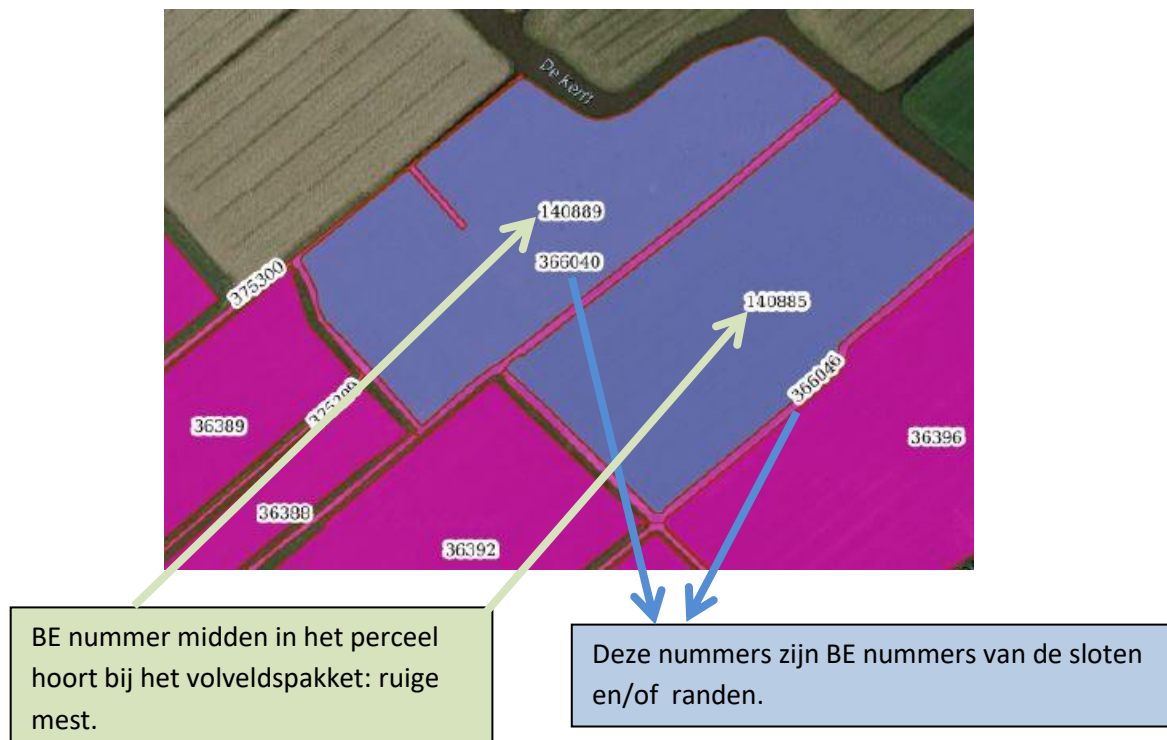 De Kerft
140889
366040
375300
140885
366046
36389
36396
36388
36392
BE nummer midden in het perceel
hoort bij het volveldspakket: ruige
mest.
Deze nummers zijn BE nummers van de sloten
en/of randen.